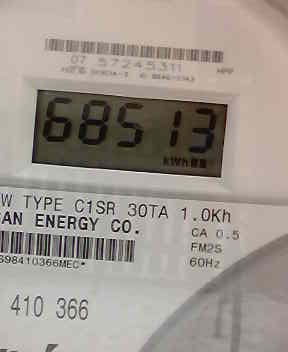 07 57245311
68513
kWh
W TYPE C1SR 30TA 1.0Kh
AN ENERGY CO.
CA 0.5
FM2S
S98410366MEC*
60Hz
410 366